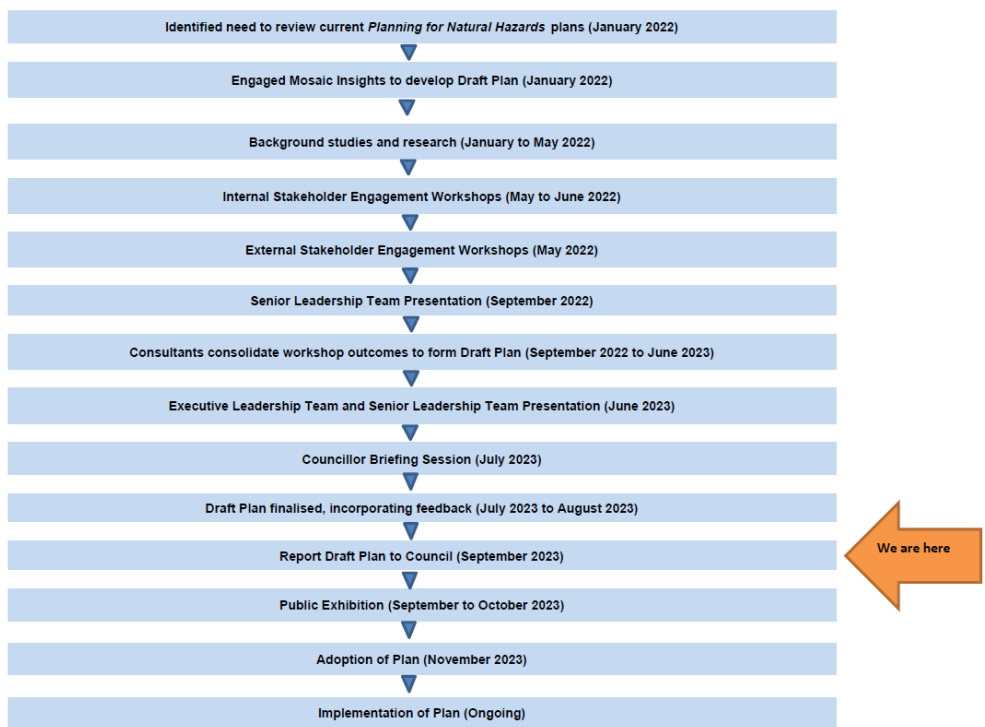 Identified need to review current Planning for Natural Hazards plans (January 2022)
Engaged Mosaic Insights to develop Draft Plan (January 2022)
Background studies and research (January to May 2022)
Internal Stakeholder Engagement Workshops (May to June 2022)
External Stakeholder Engagement Workshops (May 2022)
Senior Leadership Team Presentation (September 2022)
Consultants consolidate workshop outcomes to form Draft Plan (September 2022 to June 2023)
Executive Leadership Team and Senior Leadership Team Presentation (June 2023)
Councillor Briefing Session (July 2023)
Draft Plan finalised, incorporating feedback (July 2023 to August 2023)
Report Draft Plan to Council (September 2023)
We are here
Public Exhibition (September to October 2023)
Adoption of Plan (November 2023)
Implementation of Plan (Ongoing)